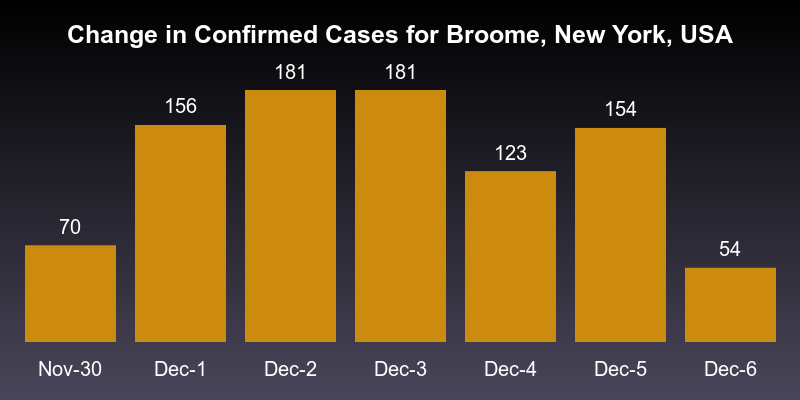 Change in Confirmed Cases for Broome, New York, USA
70
156
181
181
123
154
54
Nov-30
Dec-1
Dec-2
Dec-3
Dec-4
Dec-5
Dec-6